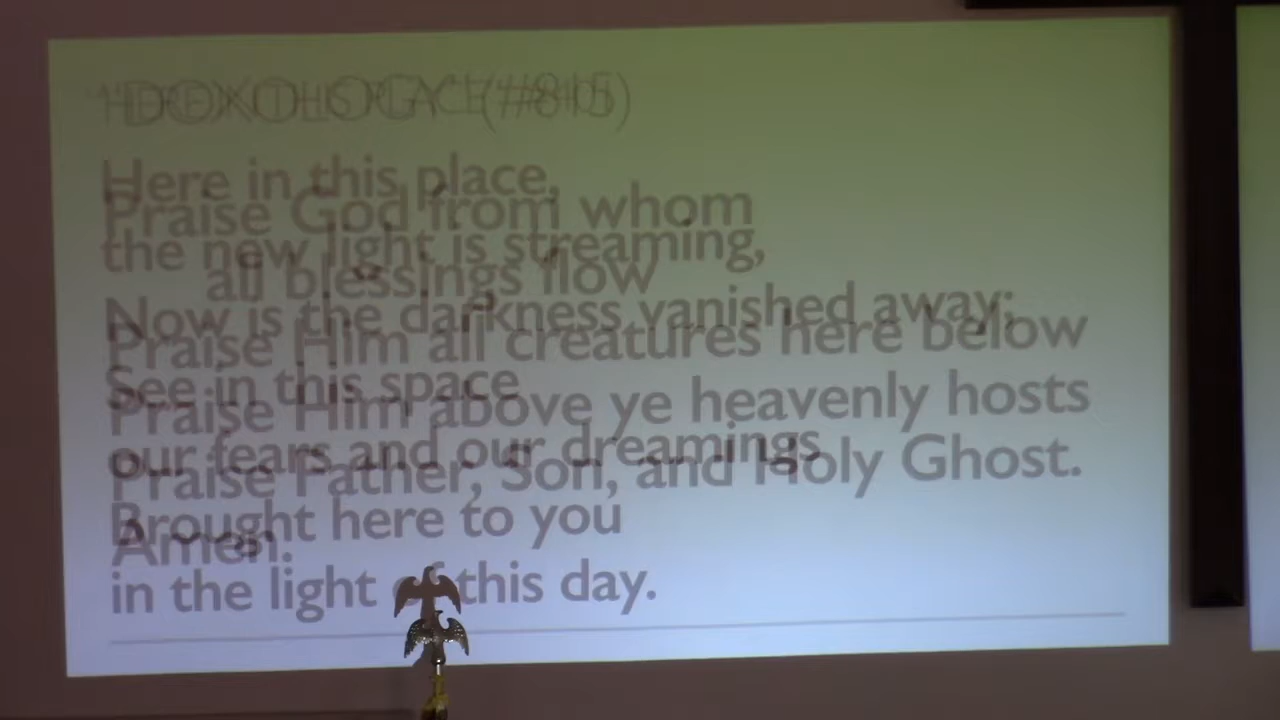 "DOXOLOGY" (#815)
Here in this place,
Praise God from whom
the new light is streaming,
all blessings flow
Now is the darkness vanished away;
Praise Him all creatures here below
See in this space
Praise Him above ye heavenly hosts
our fears and our dreamings
Praise Father, Son, and Holy Ghost.
Brought here to you
Amen.
in the light of this day.